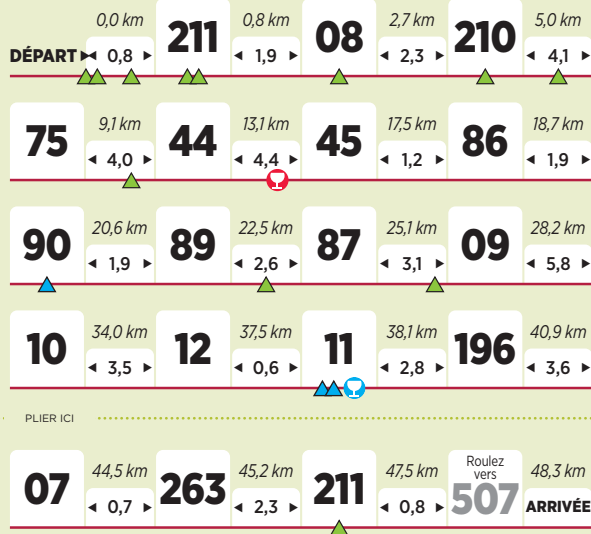 0,0 km 0,8 km 2,7 km 5,0 km
DÉPART 0,8 211 1,9 08 2,3 210 4,1
9,1 km 13,1 km 17,5 km 18,7 km
75 4,0 44 4,4 45 1,2 86 1,9
20,6 km 22,5 km 25,1 km 28,2 km
90 1,9 89 2,6 87 3,1 09 5,8
34,0 km 37,5 km 38,1 km 40,9 km
10 3,5 12 0,6 11 2,8 196 3,6
PLIER ICI
44,5 km 45,2 km 47,5 km Roulez vers 48,3 km
07 0,7 263 2,3 211 0,8 507 ARRIVÉE